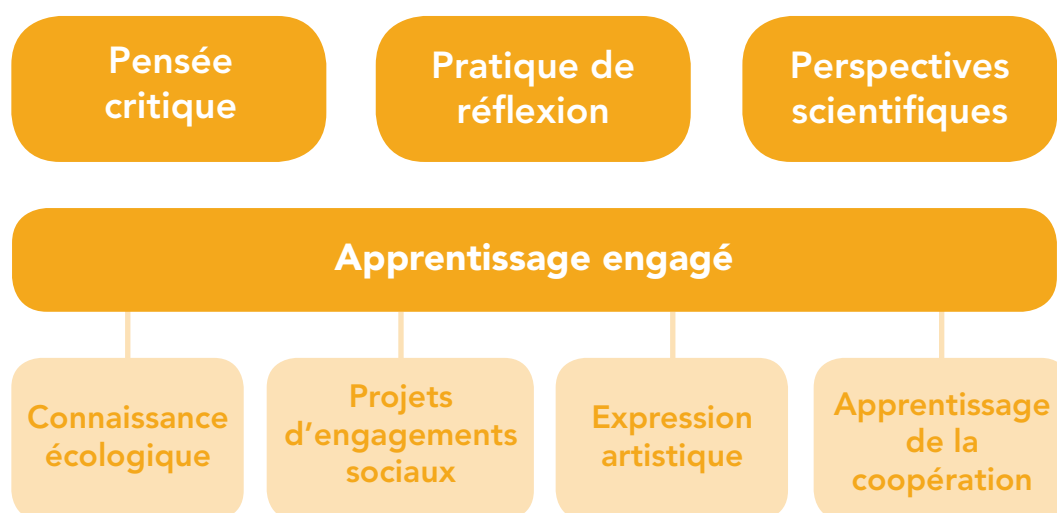 Pensée
critique
Pratique de
réflexion
Perspectives
scientifiques
Apprentissage engagé
Connaissance
écologique
Projets
d’engagements
sociaux
Expression
artistique
Apprentissage
de la
coopération